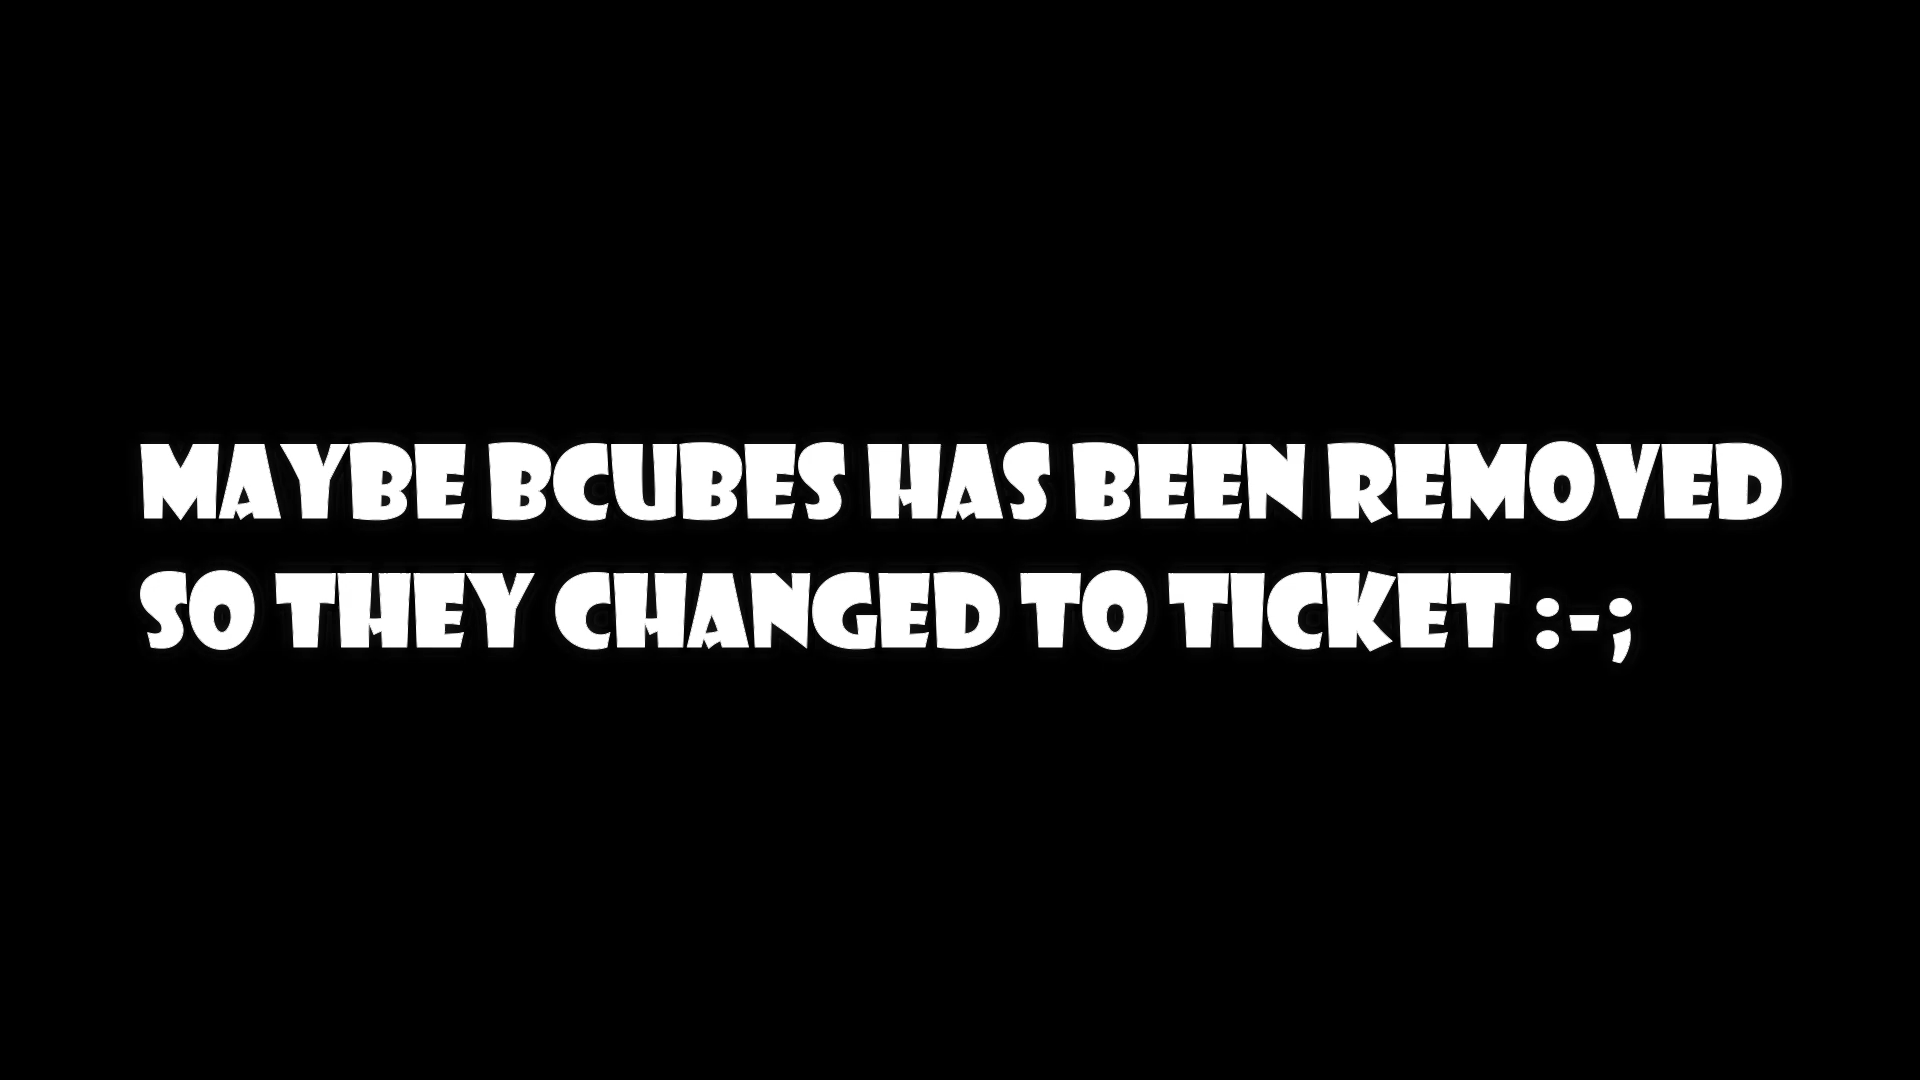 MAYBE BCUBES HAS BEEN REMOVED
SO THEY CHANGED TO TICKET :-;